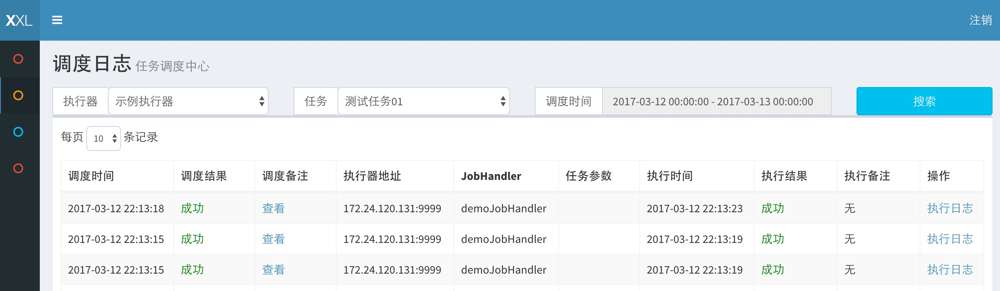 XXL 注销
调度日志 任务调度中心
执行器 示例执行器 任务 测试任务01 调度时间 2017-03-12 00:00:00 - 2017-03-13 00:00:00 搜索
每页 10 条记录
调度时间 调度结果 调度备注 执行器地址 JobHandler 任务参数 执行时间 执行结果 执行备注 操作
2017-03-12 22:13:18 成功 查看 172.24.120.131:9999 demoJobHandler 2017-03-12 22:13:23 成功 无 执行日志
2017-03-12 22:13:15 成功 查看 172.24.120.131:9999 demoJobHandler 2017-03-12 22:13:19 成功 无 执行日志
2017-03-12 22:13:15 成功 查看 172.24.120.131:9999 demoJobHandler 2017-03-12 22:13:19 成功 无 执行日志